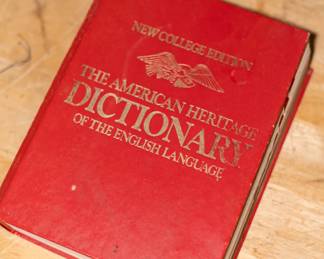 NEW COLLEGE EDITION
THE AMERICAN HERITAGE
DICTIONARY
OF THE ENGLISH LANGUAGE